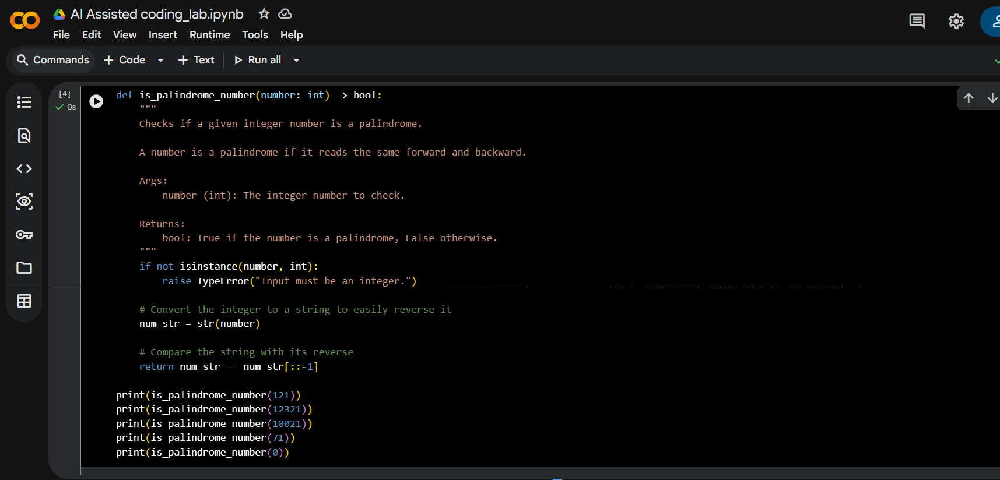 AI Assisted coding_lab.ipynb
File Edit View Insert Runtime Tools Help
Commands + Code + Text Run all
[4]
0s
def is_palindrome_number(number: int) -> bool:
    """
    Checks if a given integer number is a palindrome.
    A number is a palindrome if it reads the same forward and backward.
    Args:
        number (int): The integer number to check.
    Returns:
        bool: True if the number is a palindrome, False otherwise.
    """
    if not isinstance(number, int):
        raise TypeError("Input must be an integer.")
    # Convert the integer to a string to easily reverse it
    num_str = str(number)
    # Compare the string with its reverse
    return num_str == num_str[::-1]
print(is_palindrome_number(121))
print(is_palindrome_number(12321))
print(is_palindrome_number(10021))
print(is_palindrome_number(71))
print(is_palindrome_number(0))